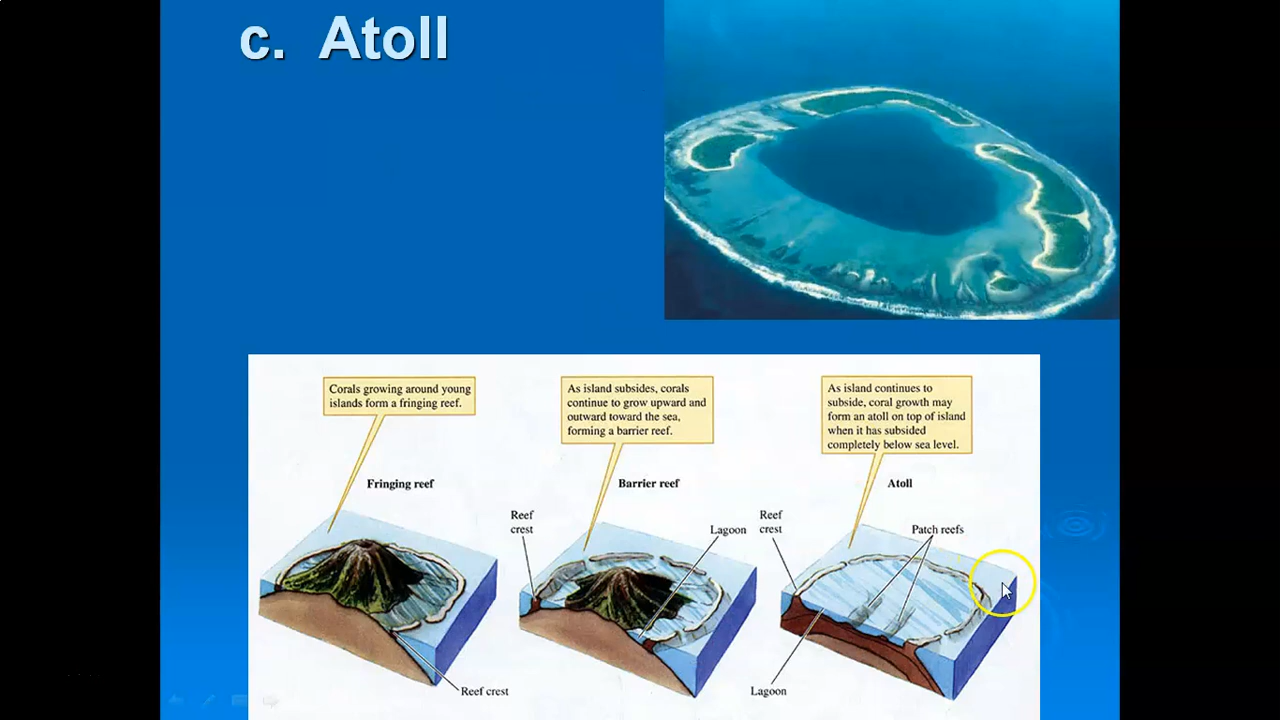 c. Atoll
Corals growing around young
islands form a fringing reef.
As island subsides, corals
continue to grow upward and
outward toward the sea,
forming a barrier reef.
As island continues to
subside, coral growth may
form an atoll on top of island
when it has subsided
completely below sea level.
Fringing reef
Barrier reef
Atoll
Reef
crest
Lagoon
Reef
crest
Patch reefs
Reef crest
Lagoon